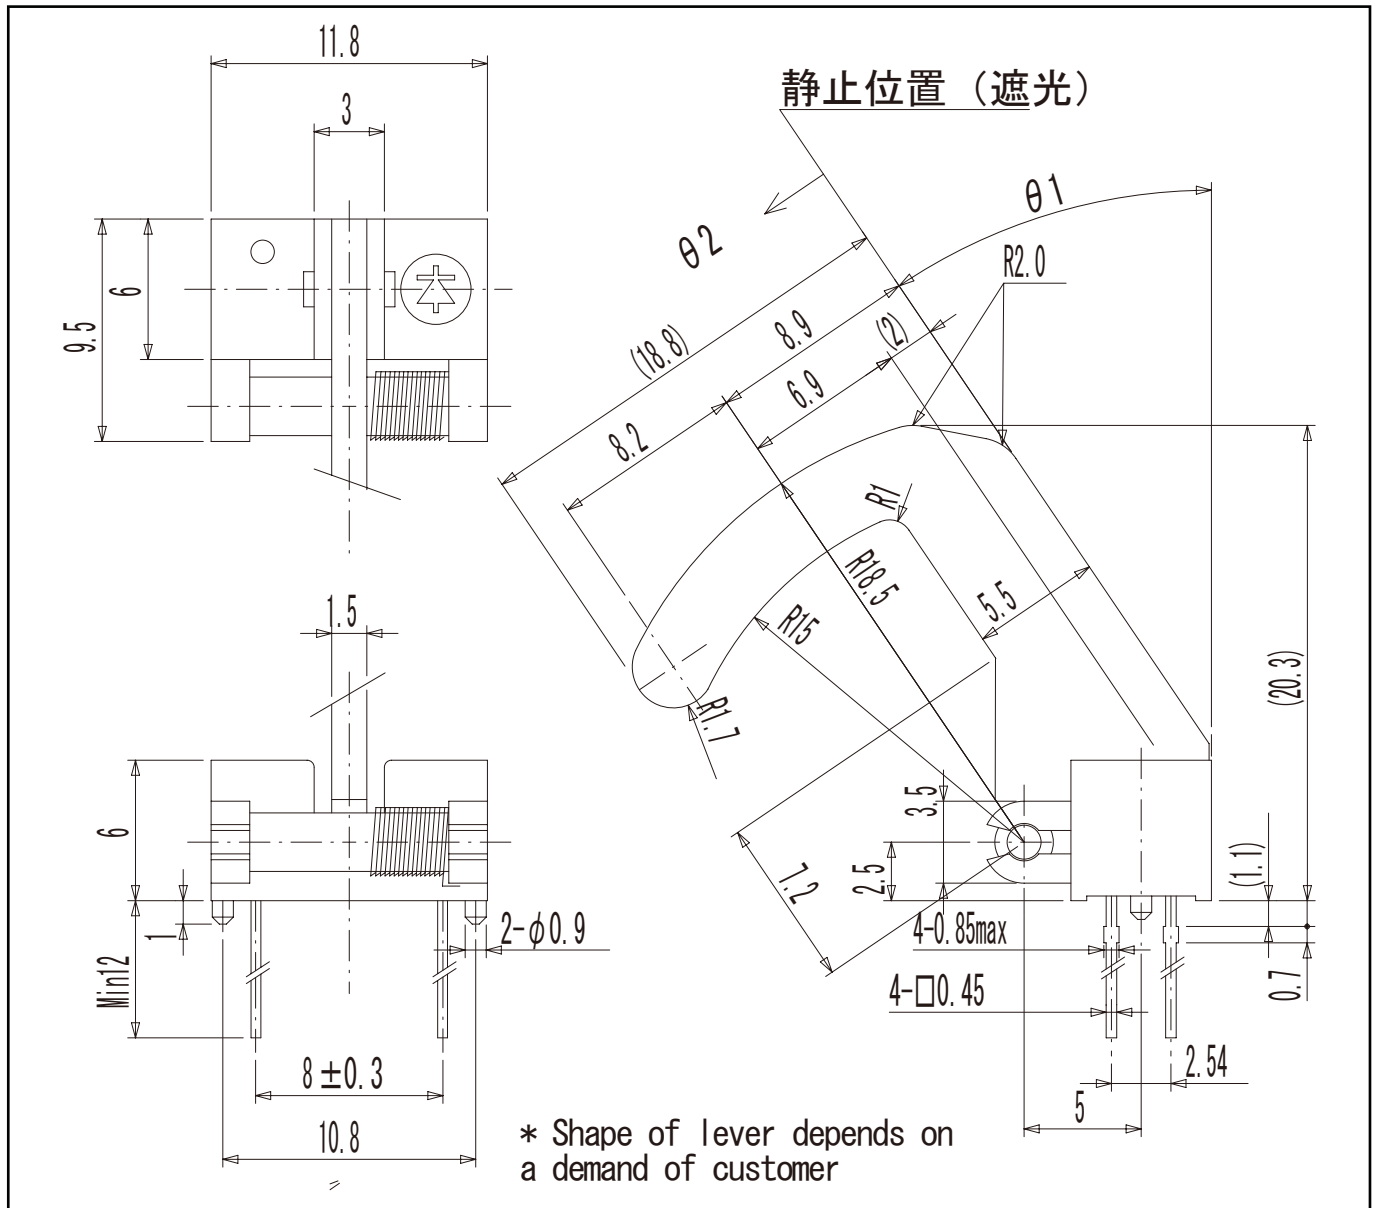 11.8
3
静止位置（遮光）
θ1
θ2
R2.0
6
9.5
(18.8)
8.9
(2)
6.9
8.2
R1
R18.5
R15
5.5
R1.7
(20.3)
1.5
6
1
Min12
2-φ0.9
8±0.3
10.8
3.5
2.5
7.2
(1.1)
4-0.85max
4-□0.45
0.7
2.54
5
* Shape of lever depends on
a demand of customer